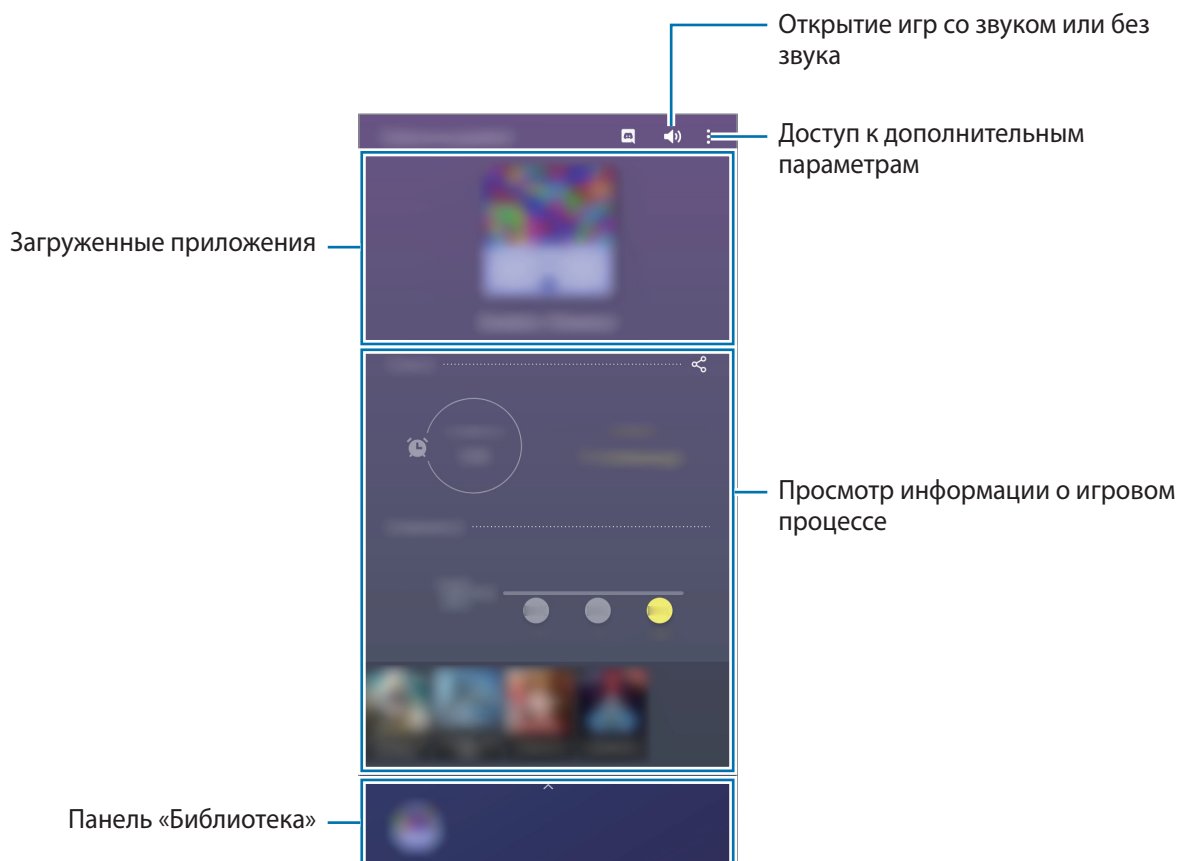 Открытие игр со звуком или без
звука
Доступ к дополнительным
параметрам
Загруженные приложения
Просмотр информации о игровом
процессе
Панель «Библиотека»